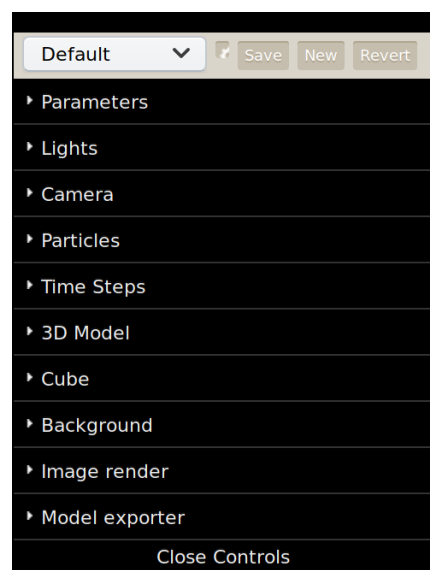 Default Save New Revert
Parameters
Lights
Camera
Particles
Time Steps
3D Model
Cube
Background
Image render
Model exporter
Close Controls